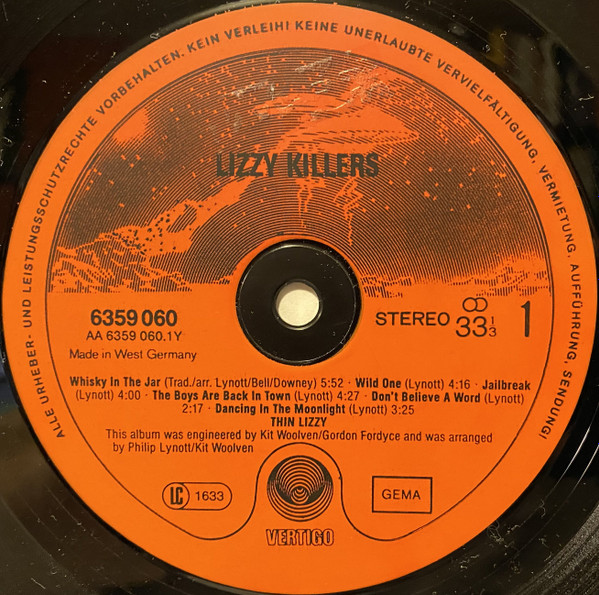 ALLE URHEBER- UND LEISTUNGSSCHUTZRECHTE VORBEHALTEN. KEIN VERLEIH! KEINE UNERLAUBTE VERVIELFÄLTIGUNG, VERMIETUNG, AUFFÜHRUNG, SENDUNG!
LIZZY KILLERS
6359 060
AA 6359 060.1Y
Made in West Germany
STEREO 33 1/3 1
Whisky In The Jar (Trad./arr. Lynott/Bell/Downey) 5:52 · Wild One (Lynott) 4:16 · Jailbreak
(Lynott) 4:00 · The Boys Are Back In Town (Lynott) 4:27 · Don't Believe A Word (Lynott)
2:17 · Dancing In The Moonlight (Lynott) 3:25
THIN LIZZY
This album was engineered by Kit Woolven/Gordon Fordyce and was arranged
by Philip Lynott/Kit Woolven
LC 1633
GEMA
VERTIGO